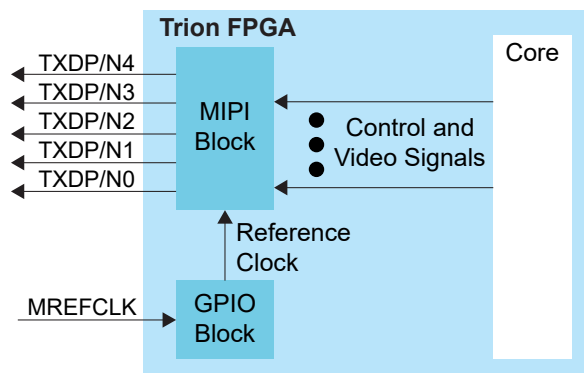 Trion FPGA
TXDP/N4
TXDP/N3
TXDP/N2
TXDP/N1
TXDP/N0
MIPI
Block
Core
Control and
Video Signals
Reference
Clock
MREFCLK
GPIO
Block